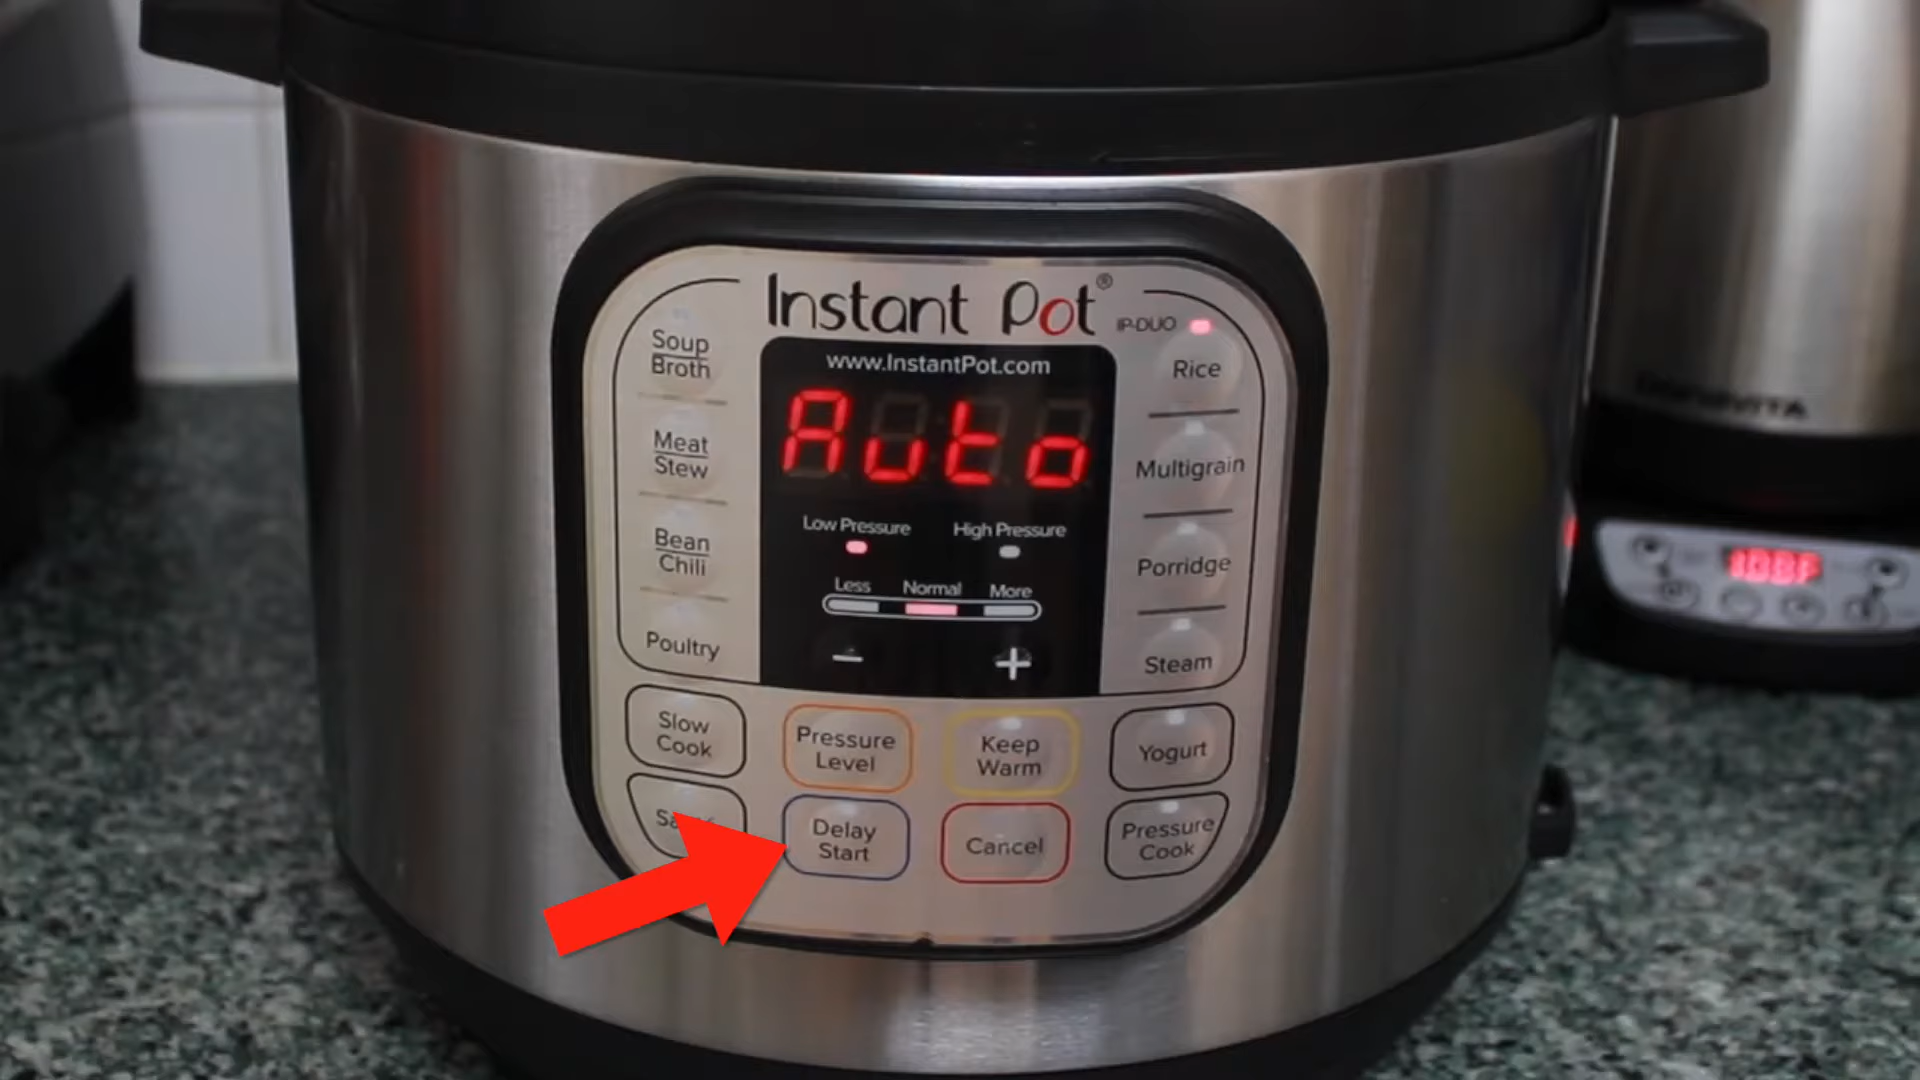 Instant Pot®
IP-DUO
www.InstantPot.com
Auto
Low Pressure
High Pressure
Less
Normal
More
−
+
Soup
Broth
Meat
Stew
Bean
Chili
Poultry
Rice
Multigrain
Porridge
Steam
Slow
Cook
Pressure
Level
Keep
Warm
Yogurt
Delay
Start
Cancel
Pressure
Cook